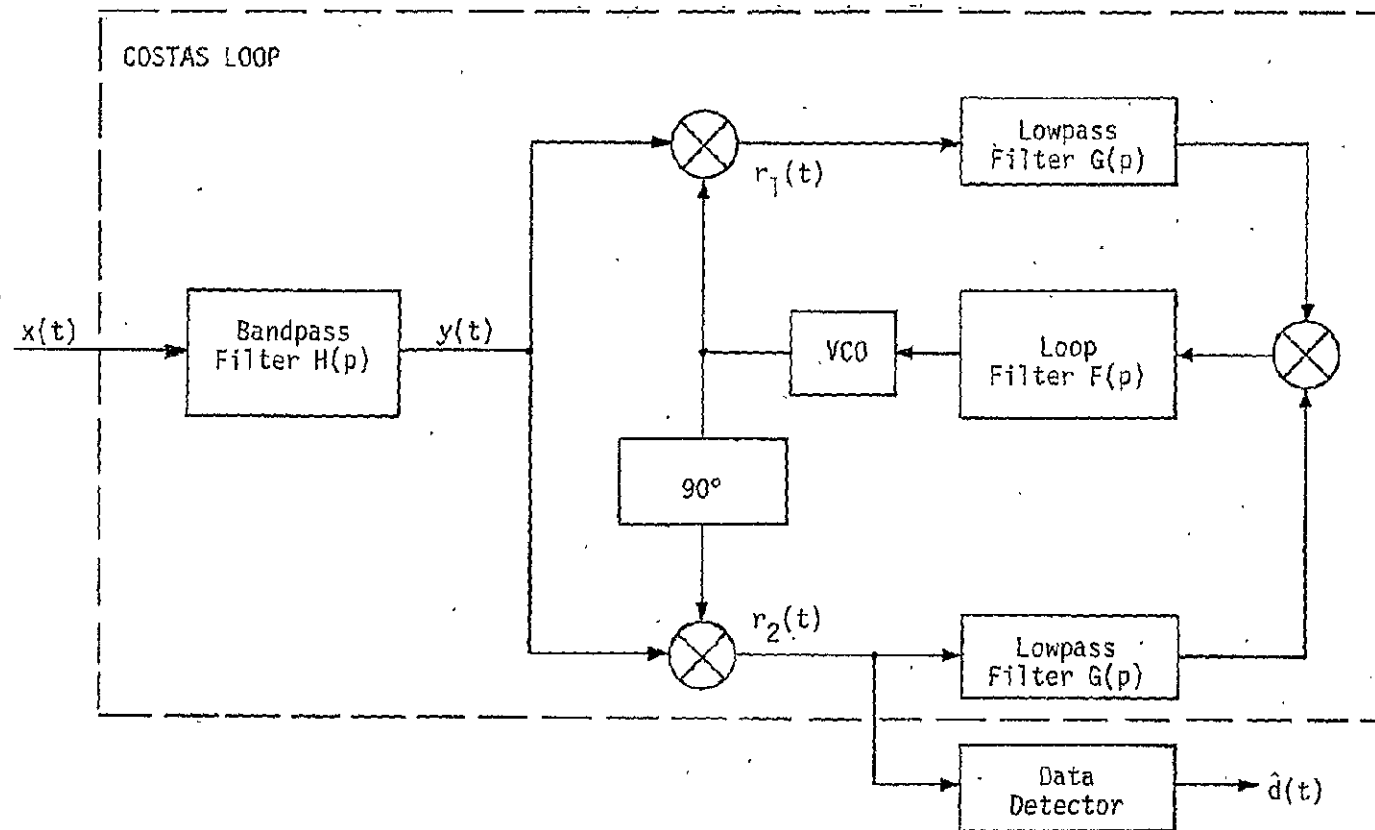 COSTAS LOOP
Lowpass
Filter G(p)
r₁(t)
x(t)
Bandpass
Filter H(p)
y(t)
VCO
Loop
Filter F(p)
90°
r₂(t)
Lowpass
Filter G(p)
Data
Detector
d̂(t)